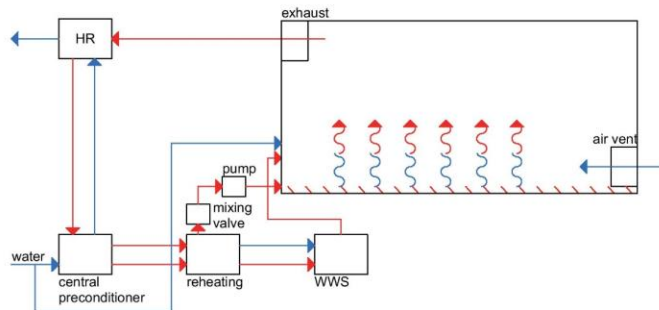 exhaust
HR
air vent
pump
mixing
valve
water
central
preconditioner
reheating
WWS